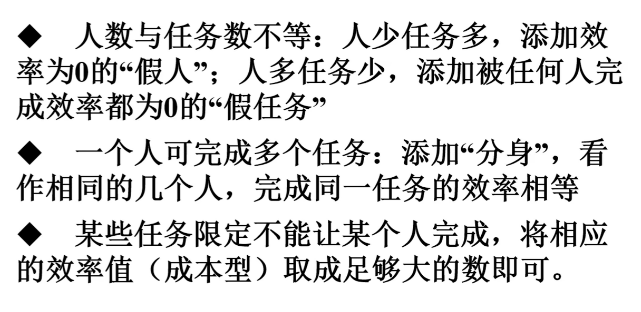 ◆ 人数与任务数不等：人少任务多，添加效
率为0的“假人”；人多任务少，添加被任何人完
成效率都为0的“假任务”
◆ 一个人可完成多个任务：添加“分身”，看
作相同的几个人，完成同一任务的效率相等
◆ 某些任务限定不能让某个人完成，将相应
的效率值（成本型）取成足够大的数即可。